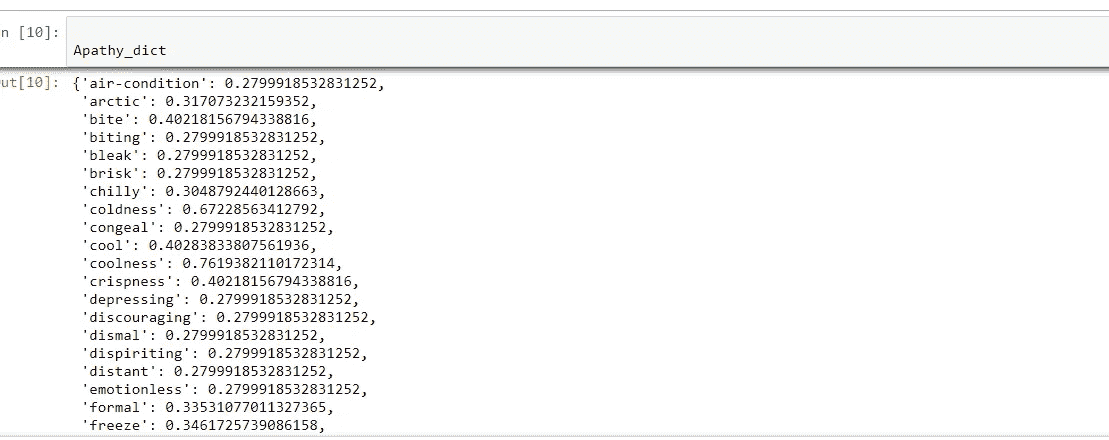 n [10]:
Apathy_dict
ut[10]: {'air-condition': 0.2799918532831252,
'arctic': 0.317073232159352,
'bite': 0.40218156794338816,
'biting': 0.2799918532831252,
'bleak': 0.2799918532831252,
'brisk': 0.2799918532831252,
'chilly': 0.3048792440128663,
'coldness': 0.67228563412792,
'congeal': 0.2799918532831252,
'cool': 0.40283833807561936,
'coolness': 0.7619382110172314,
'crispness': 0.40218156794338816,
'depressing': 0.2799918532831252,
'discouraging': 0.2799918532831252,
'dismal': 0.2799918532831252,
'dispiriting': 0.2799918532831252,
'distant': 0.2799918532831252,
'emotionless': 0.2799918532831252,
'formal': 0.33531077011327365,
'freeze': 0.3461725739086158,